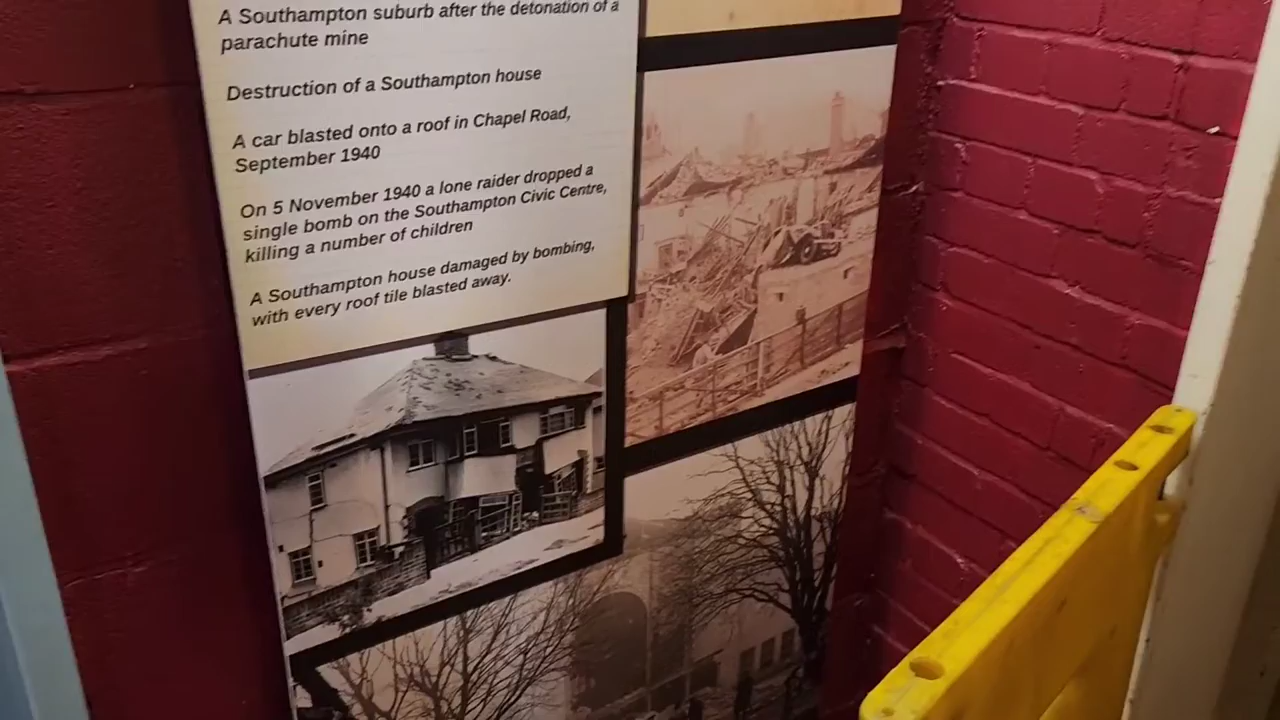 A Southampton suburb after the detonation of a
parachute mine
Destruction of a Southampton house
A car blasted onto a roof in Chapel Road,
September 1940
On 5 November 1940 a lone raider dropped a
single bomb on the Southampton Civic Centre,
killing a number of children
A Southampton house damaged by bombing,
with every roof tile blasted away.